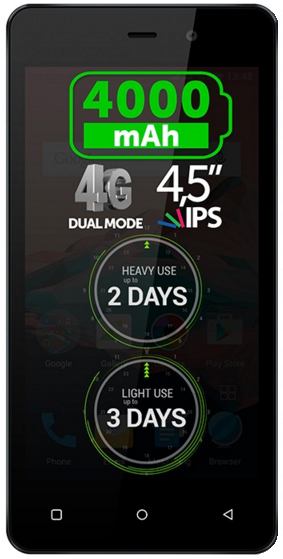 4000
mAh
4G
4,5”
DUAL MODE
IPS
HEAVY USE
up to
2 DAYS
Google
Play Store
LIGHT USE
up to
3 DAYS
Phone
Browser